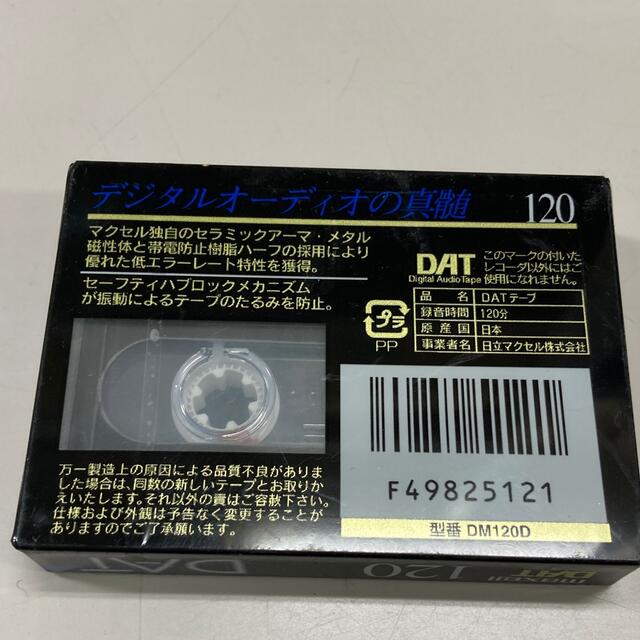 デジタルオーディオの真髄
120
マクセル独自のセラミックアーマ・メタル
磁性体と帯電防止樹脂ハーフの採用により
優れた低エラーレート特性を獲得。
セーフティハブロックメカニズム
が振動によるテープのたるみを防止。
DAT
Digital Audio Tape
このマークの付いた
レコーダ以外にはご
使用になれません。
プラ
PP
品 名 DATテープ
録音時間 120分
原 産 国 日本
事業者名 日立マクセル株式会社
F49825121
型番 DM120D
万一製造上の原因による品質不良がありま
した場合は、同数の新しいテープとお取りか
えいたします。それ以外の責はご容赦下さい。
仕様および外観は予告なく変更することが
ありますのでご了承願います。
DAT
120
maxell
DAT